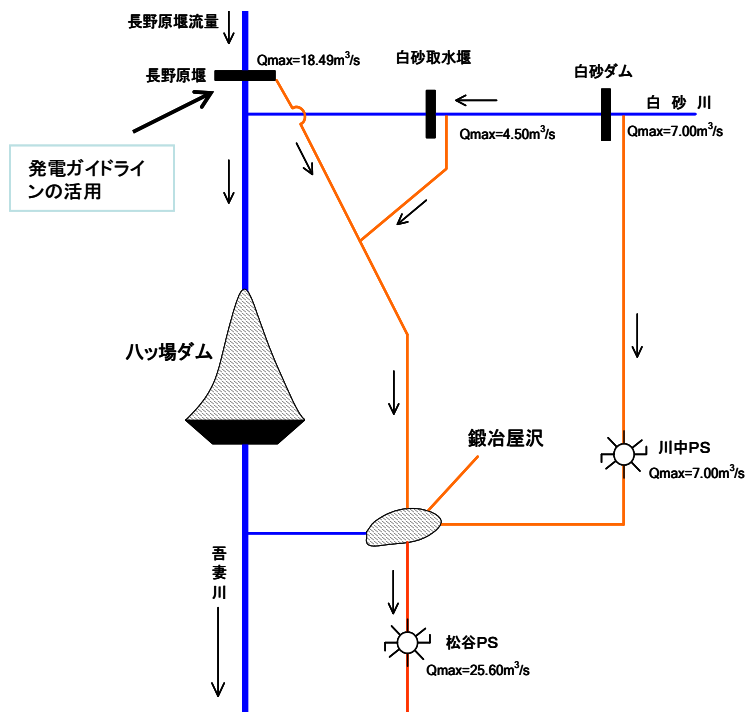 長野原堰流量
Qmax=18.49m³/s
長野原堰
白砂取水堰
Qmax=4.50m³/s
白砂ダム
白 砂 川
Qmax=7.00m³/s
発電ガイドライ
ンの活用
八ッ場ダム
鍛冶屋沢
川中PS
Qmax=7.00m³/s
吾妻川
松谷PS
Qmax=25.60m³/s